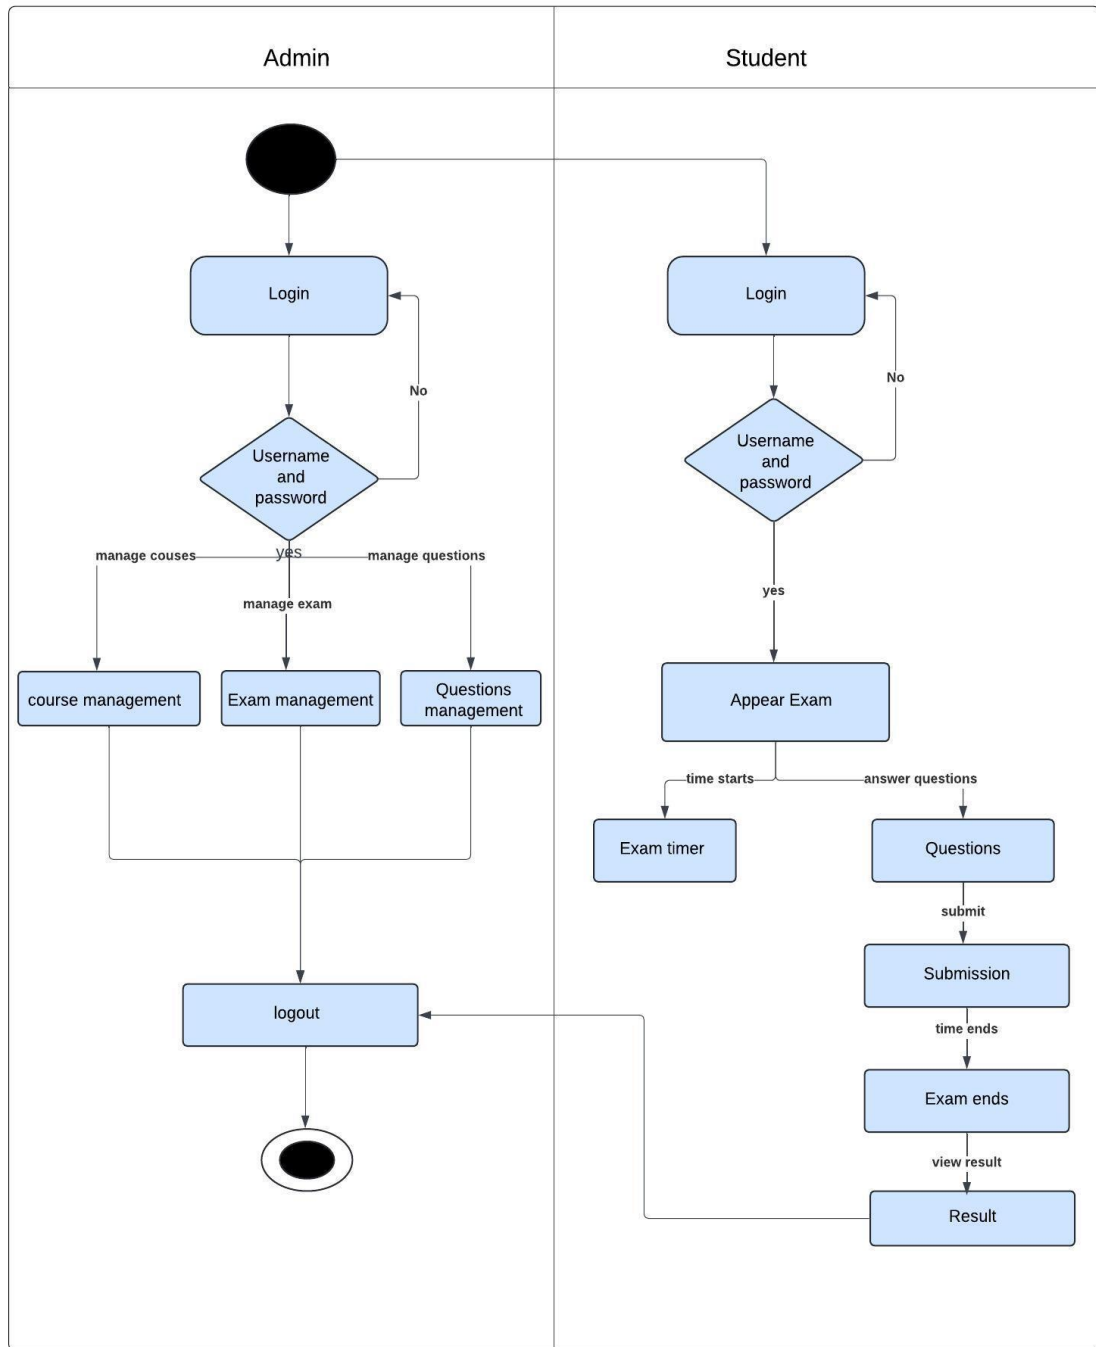 Admin
Student
Login
Login
No
No
Username
and
password
Username
and
password
yes
manage couses
manage questions
manage exam
yes
course management
Exam management
Questions
management
Appear Exam
time starts
answer questions
Exam timer
Questions
submit
Submission
logout
time ends
Exam ends
view result
Result